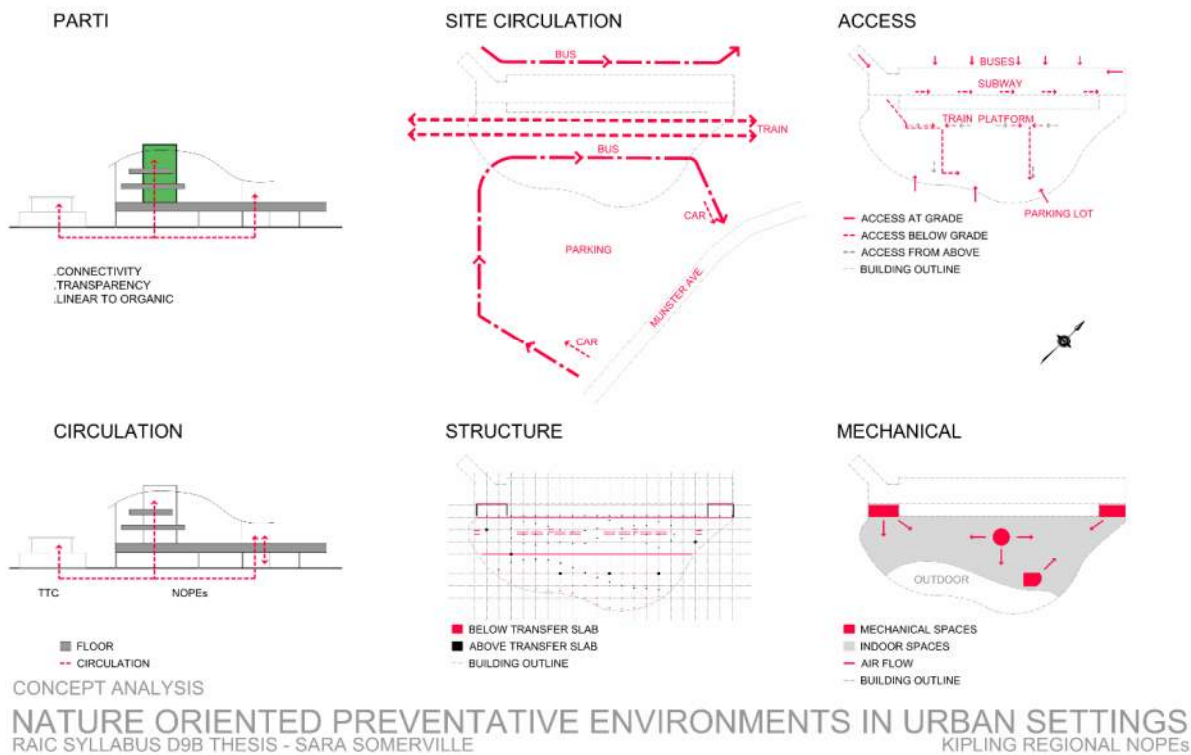 PARTI
.CONNECTIVITY
.TRANSPARENCY
.LINEAR TO ORGANIC
SITE CIRCULATION
BUS
TRAIN
BUS
CAR
PARKING
MUNSTER AVE
CAR
ACCESS
BUSES
SUBWAY
TRAIN PLATFORM
PARKING LOT
ACCESS AT GRADE
ACCESS BELOW GRADE
ACCESS FROM ABOVE
BUILDING OUTLINE
CIRCULATION
TTC NOPEs
FLOOR
CIRCULATION
STRUCTURE
BELOW TRANSFER SLAB
ABOVE TRANSFER SLAB
BUILDING OUTLINE
MECHANICAL
OUTDOOR
MECHANICAL SPACES
INDOOR SPACES
AIR FLOW
BUILDING OUTLINE
CONCEPT ANALYSIS
NATURE ORIENTED PREVENTATIVE ENVIRONMENTS IN URBAN SETTINGS
RAIC SYLLABUS D9B THESIS - SARA SOMERVILLE KIPLING REGIONAL NOPEs